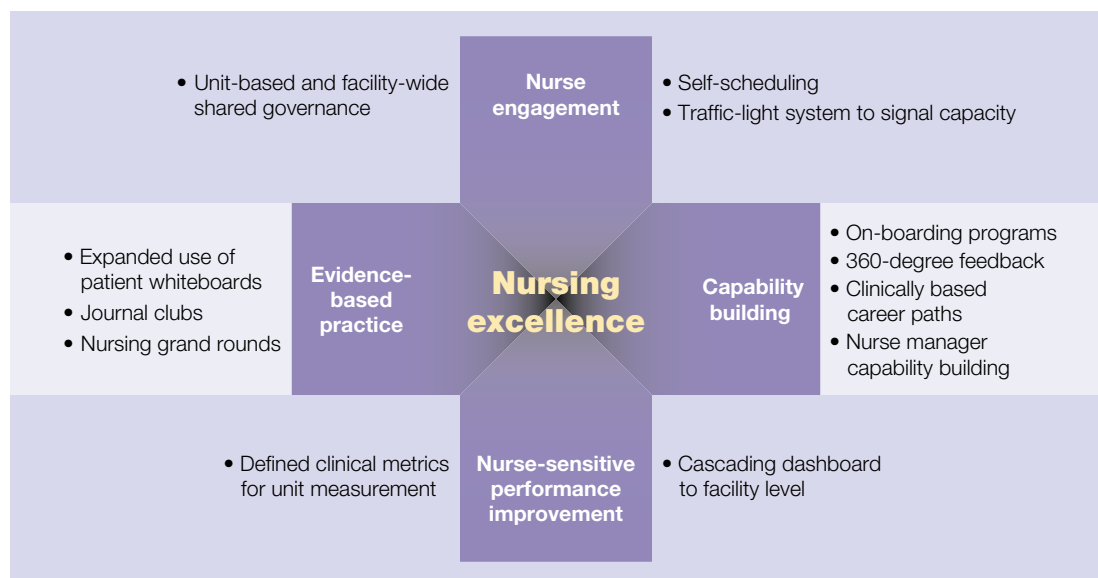 • Unit-based and facility-wide
shared governance
Nurse
engagement
• Self-scheduling
• Traffic-light system to signal capacity
• Expanded use of
patient whiteboards
• Journal clubs
• Nursing grand rounds
Evidence-
based
practice
Nursing
excellence
Capability
building
• On-boarding programs
• 360-degree feedback
• Clinically based
career paths
• Nurse manager
capability building
• Defined clinical metrics
for unit measurement
Nurse-sensitive
performance
improvement
• Cascading dashboard
to facility level